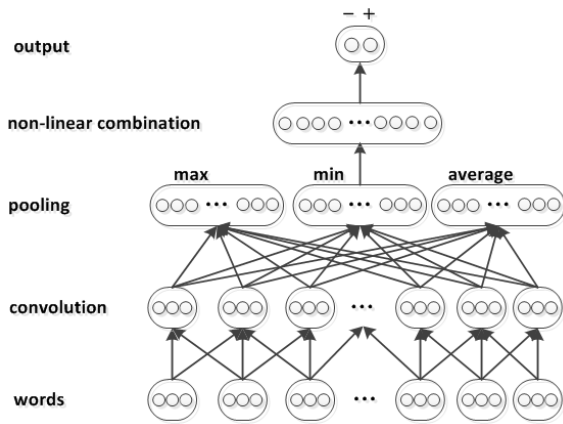 − +
output
non-linear combination
max min average
pooling
... ... ...
convolution
...
words
...